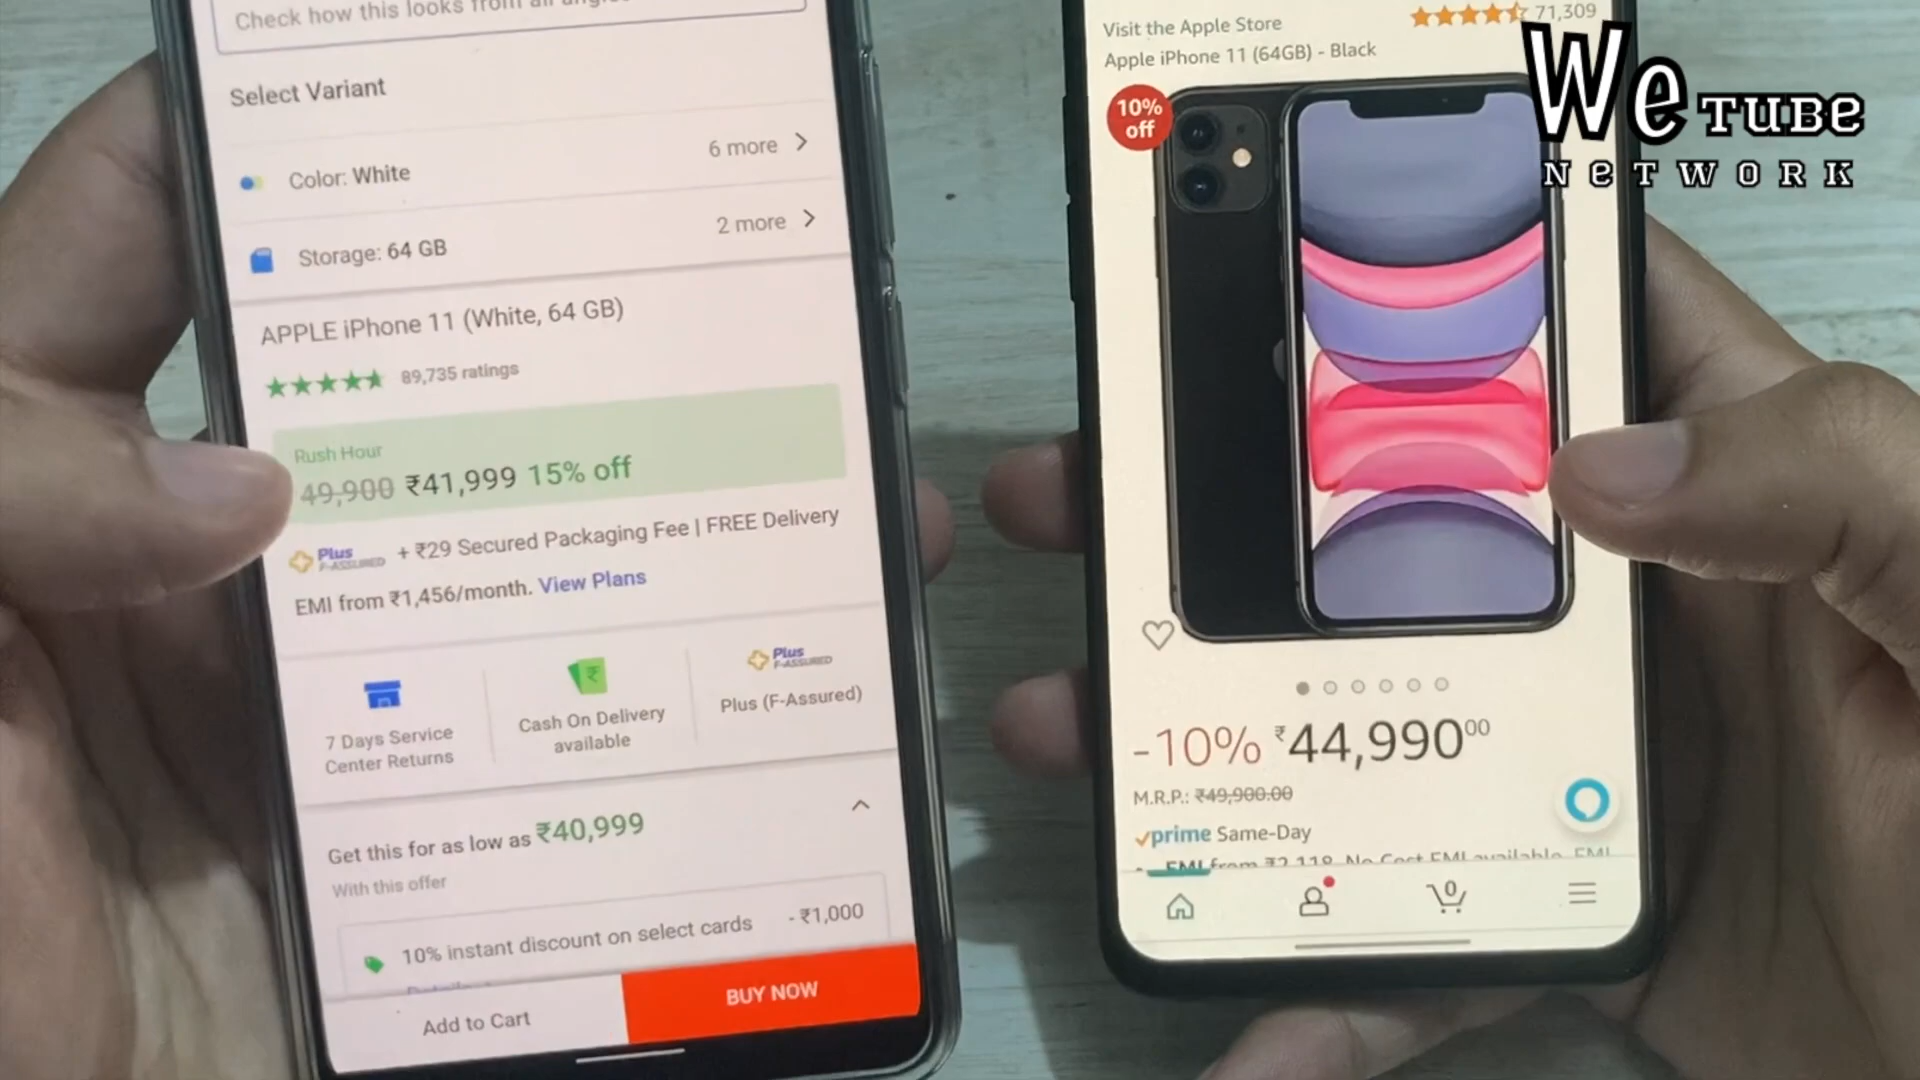 Check how this looks from all angles
Select Variant
Color: White
6 more
Storage: 64 GB
2 more
APPLE iPhone 11 (White, 64 GB)
89,735 ratings
Rush Hour
49,900 ₹41,999 15% off
Plus
F-ASSURED
+ ₹29 Secured Packaging Fee | FREE Delivery
EMI from ₹1,456/month. View Plans
7 Days Service
Center Returns
Cash On Delivery
available
Plus
F-ASSURED
Plus (F-Assured)
Get this for as low as ₹40,999
With this offer
10% instant discount on select cards
- ₹1,000
Add to Cart
BUY NOW
Visit the Apple Store
71,309
Apple iPhone 11 (64GB) - Black
10%
off
-10% ₹44,990⁰⁰
M.R.P.: ₹49,900.00
prime Same-Day
EMI from ₹2,118. No Cost EMI available. EMI
0
We TUBE
NETWORK